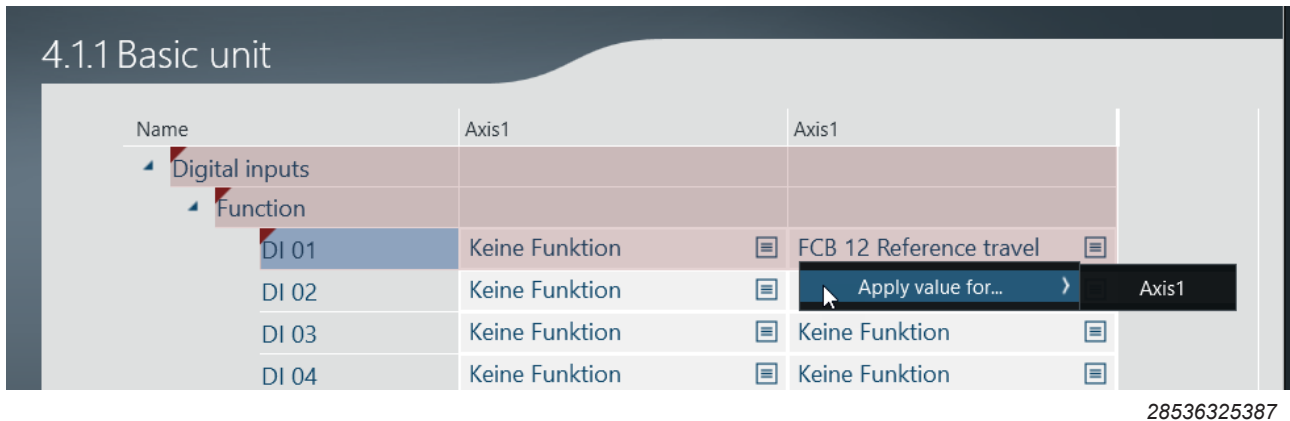 4.1.1 Basic unit
Name Axis1 Axis1
Digital inputs
Function
DI 01 Keine Funktion FCB 12 Reference travel
DI 02 Keine Funktion Apply value for... Axis1
DI 03 Keine Funktion Keine Funktion
DI 04 Keine Funktion Keine Funktion
28536325387